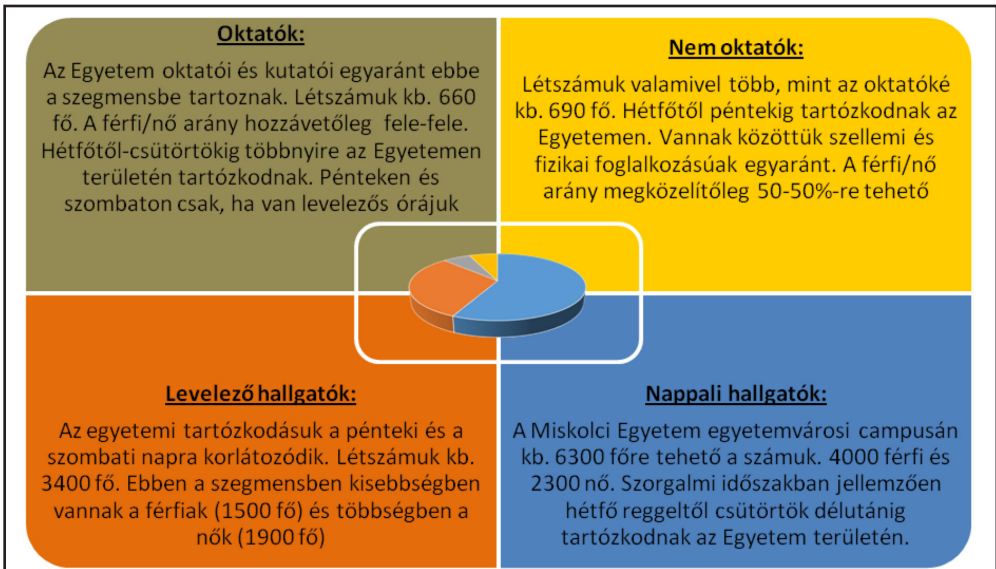 Oktatók:
Az Egyetem oktatói és kutatói egyaránt ebbe
a szegmensbe tartoznak. Létszámuk kb. 660
fő. A férfi/nő arány hozzávetőleg fele-fele.
Hétfőtől-csütörtökig többnyire az Egyetemen
területén tartózkodnak. Pénteken és
szombaton csak, ha van levelezős órájuk
Nem oktatók:
Létszámuk valamivel több, mint az oktatóké
kb. 690 fő. Hétfőtől péntekig tartózkodnak az
Egyetemen. Vannak közöttük szellemi és
fizikai foglalkozásúak egyaránt. A férfi/nő
arány megközelítőleg 50-50%-re tehető
Levelező hallgatók:
Az egyetemi tartózkodásuk a pénteki és a
szombati napra korlátozódik. Létszámuk kb.
3400 fő. Ebben a szegmensben kisebbségben
vannak a férfiak (1500 fő) és többségben a
nők (1900 fő)
Nappali hallgatók:
A Miskolci Egyetem egyetemvárosi campusán
kb. 6300 főre tehető a számuk. 4000 férfi és
2300 nő. Szorgalmi időszakban jellemzően
hétfő reggeltől csütörtök délutánig
tartózkodnak az Egyetem területén.